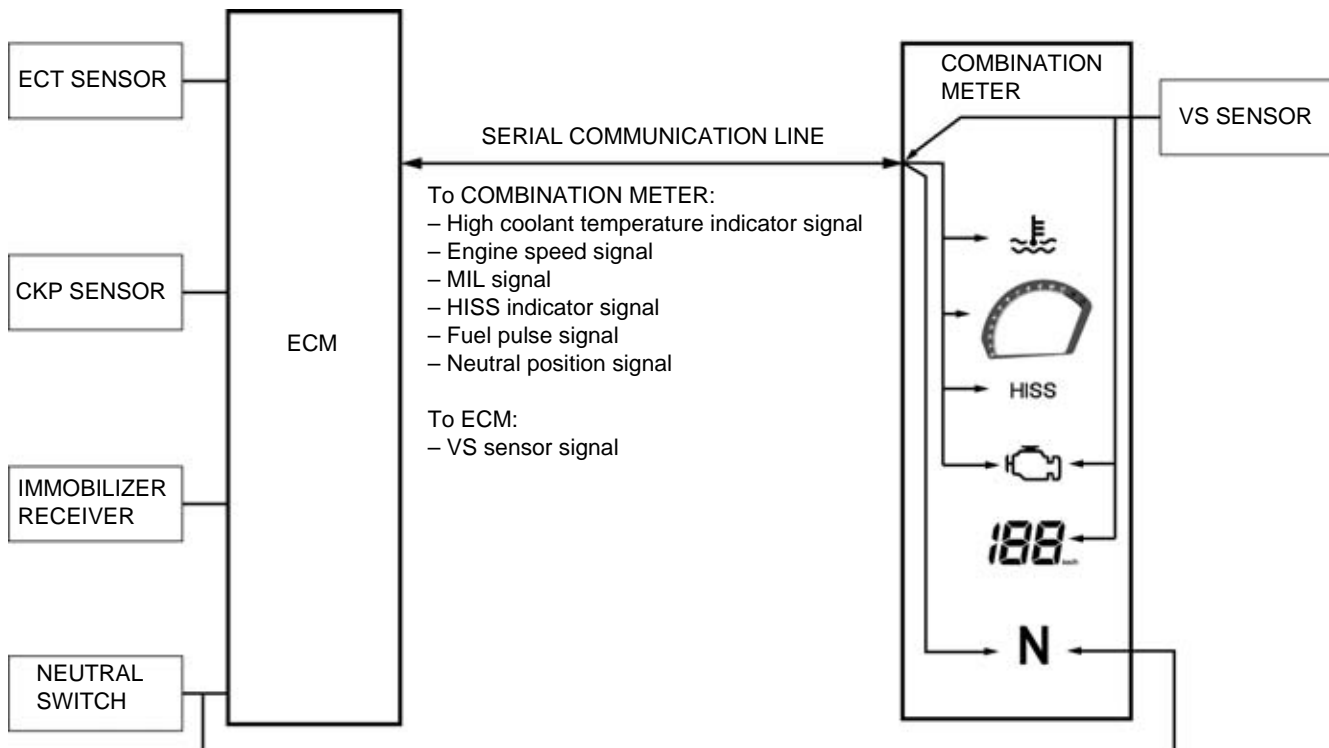 ECT SENSOR
CKP SENSOR
IMMOBILIZER
RECEIVER
NEUTRAL
SWITCH
ECM
SERIAL COMMUNICATION LINE
To COMBINATION METER:
– High coolant temperature indicator signal
– Engine speed signal
– MIL signal
– HISS indicator signal
– Fuel pulse signal
– Neutral position signal
To ECM:
– VS sensor signal
COMBINATION
METER
HISS
188
N
VS SENSOR